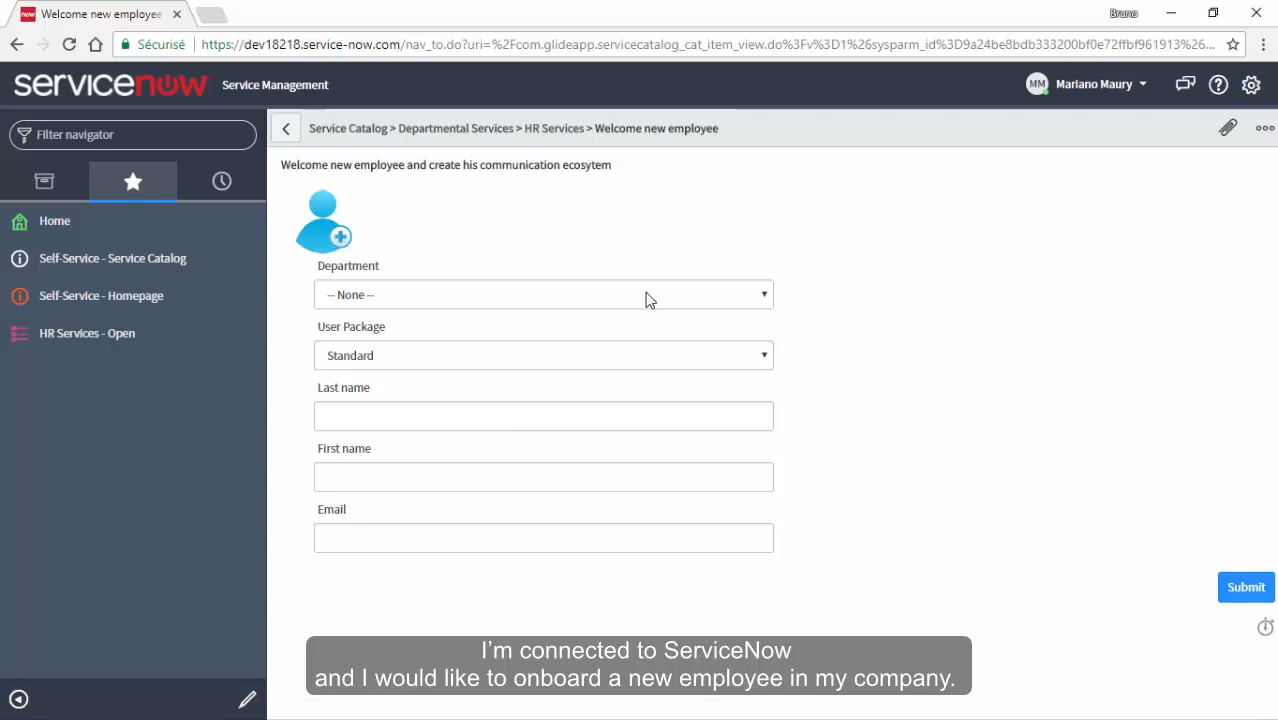 now Welcome new employee
Bruno
Sécurisé https://dev18218.service-now.com/nav_to.do?uri=%2Fcom.glideapp.servicecatalog_cat_item_view.do%3Fv%3D1%26sysparm_id%3D9a24be8bdb333200bf0e72ffbf961913%26...
servicenow Service Management
MM Mariano Maury
Filter navigator
Service Catalog > Departmental Services > HR Services > Welcome new employee
Welcome new employee and create his communication ecosytem
Home
Self-Service - Service Catalog
Self-Service - Homepage
HR Services - Open
Department
-- None --
User Package
Standard
Last name
First name
Email
Submit
I'm connected to ServiceNow
and I would like to onboard a new employee in my company.